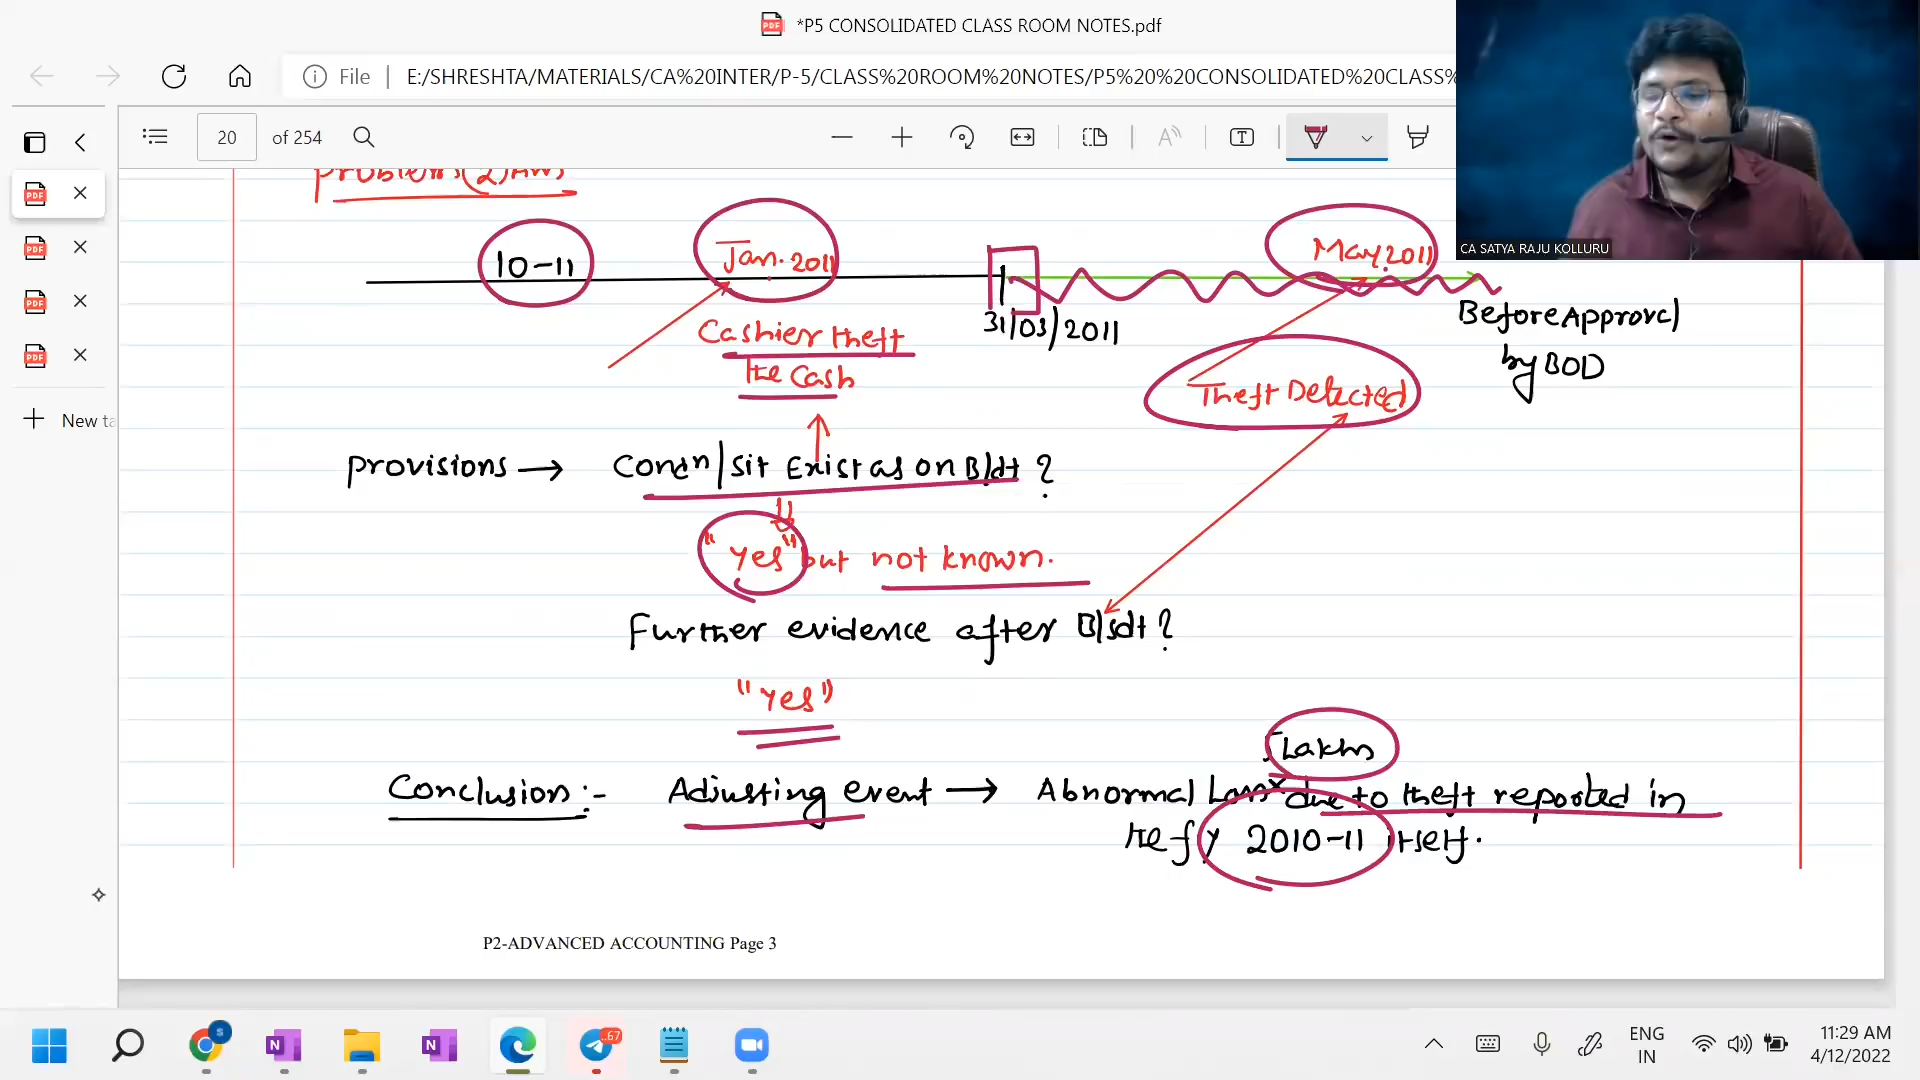 *P5 CONSOLIDATED CLASS ROOM NOTES.pdf
File
E:/SHRESHTA/MATERIALS/CA%20INTER/P-5/CLASS%20ROOM%20NOTES/P5%20%20CONSOLIDATED%20CLASS%
20 of 254
CA SATYA RAJU KOLLURU
New ta
10-11
Jan. 2011
May, 2011
31/03/2011
Before Approval
by BOD
Cashier theft
the Cash
Theft Detected
Provisions → Condn/sit Exist as on B/dt ?
"Yes" but not known.
Further evidence after B/sdt ?
"Yes"
Conclusion :- Adjusting event → Abnormal Loss due to theft reported in
Lakhs
the fy 2010-11 itself.
P2-ADVANCED ACCOUNTING Page 3
..67
ENG
IN
11:29 AM
4/12/2022